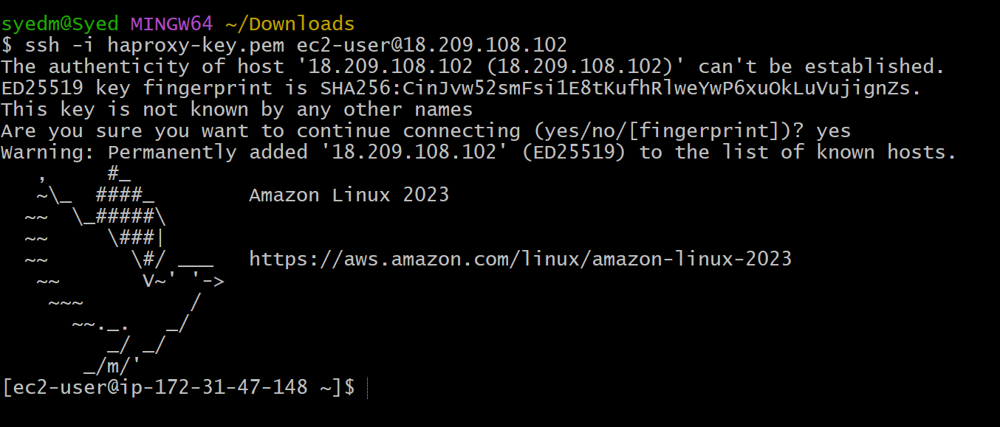 syedm@Syed MINGW64 ~/Downloads
$ ssh -i haproxy-key.pem ec2-user@18.209.108.102
The authenticity of host '18.209.108.102 (18.209.108.102)' can't be established.
ED25519 key fingerprint is SHA256:CinJvw52smFsi1E8tKufhRlweYwP6xuOkLuVujignZs.
This key is not known by any other names
Are you sure you want to continue connecting (yes/no/[fingerprint])? yes
Warning: Permanently added '18.209.108.102' (ED25519) to the list of known hosts.
   ,     #_
   ~\_  ####_        Amazon Linux 2023
  ~~  \_#####\
  ~~     \###|
  ~~       \#/ ___   https://aws.amazon.com/linux/amazon-linux-2023
   ~~       V~' '->
    ~~~         /
      ~~._.   _/
         _/ _/
       _/m/'
[ec2-user@ip-172-31-47-148 ~]$